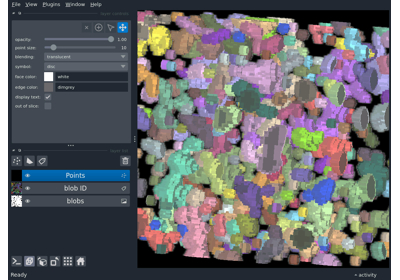 File View Plugins Window Help
opacity: 1.00
point size: 10
blending: translucent
symbol: disc
face color: white
edge color: dimgrey
display text: ✓
out of slice:
Points
blob ID
blobs
Ready
activity